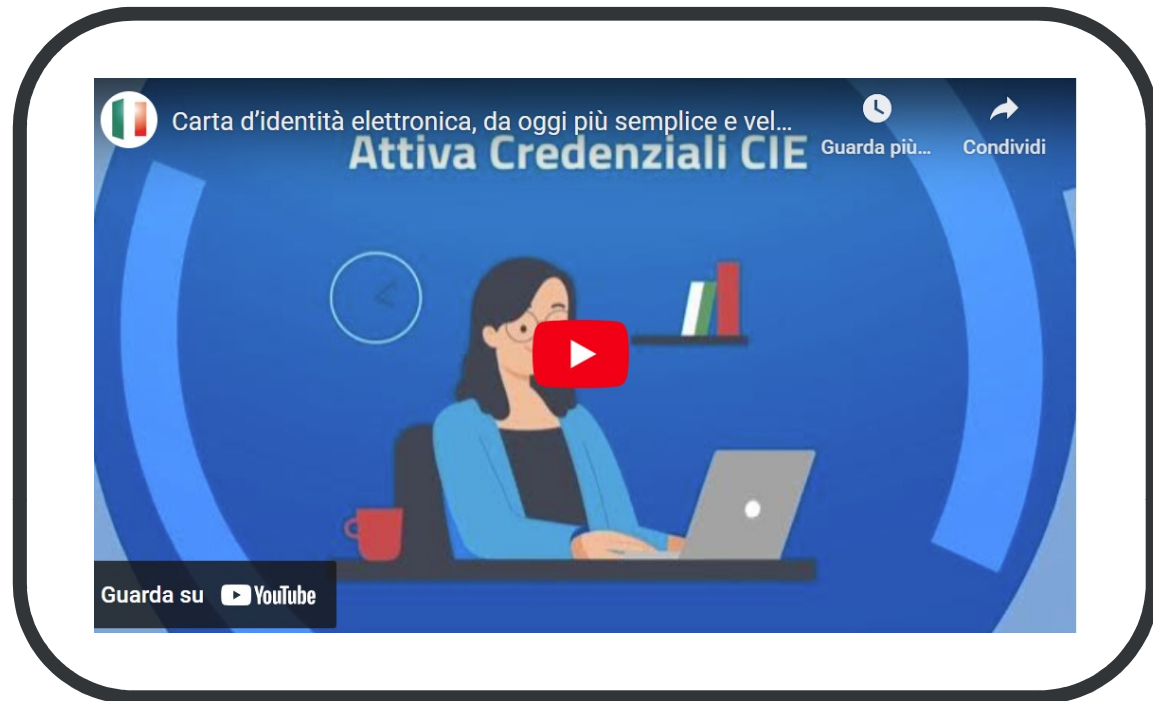 Carta d’identità elettronica, da oggi più semplice e vel...
Guarda più...
Condividi
Attiva Credenziali CIE
Guarda su YouTube